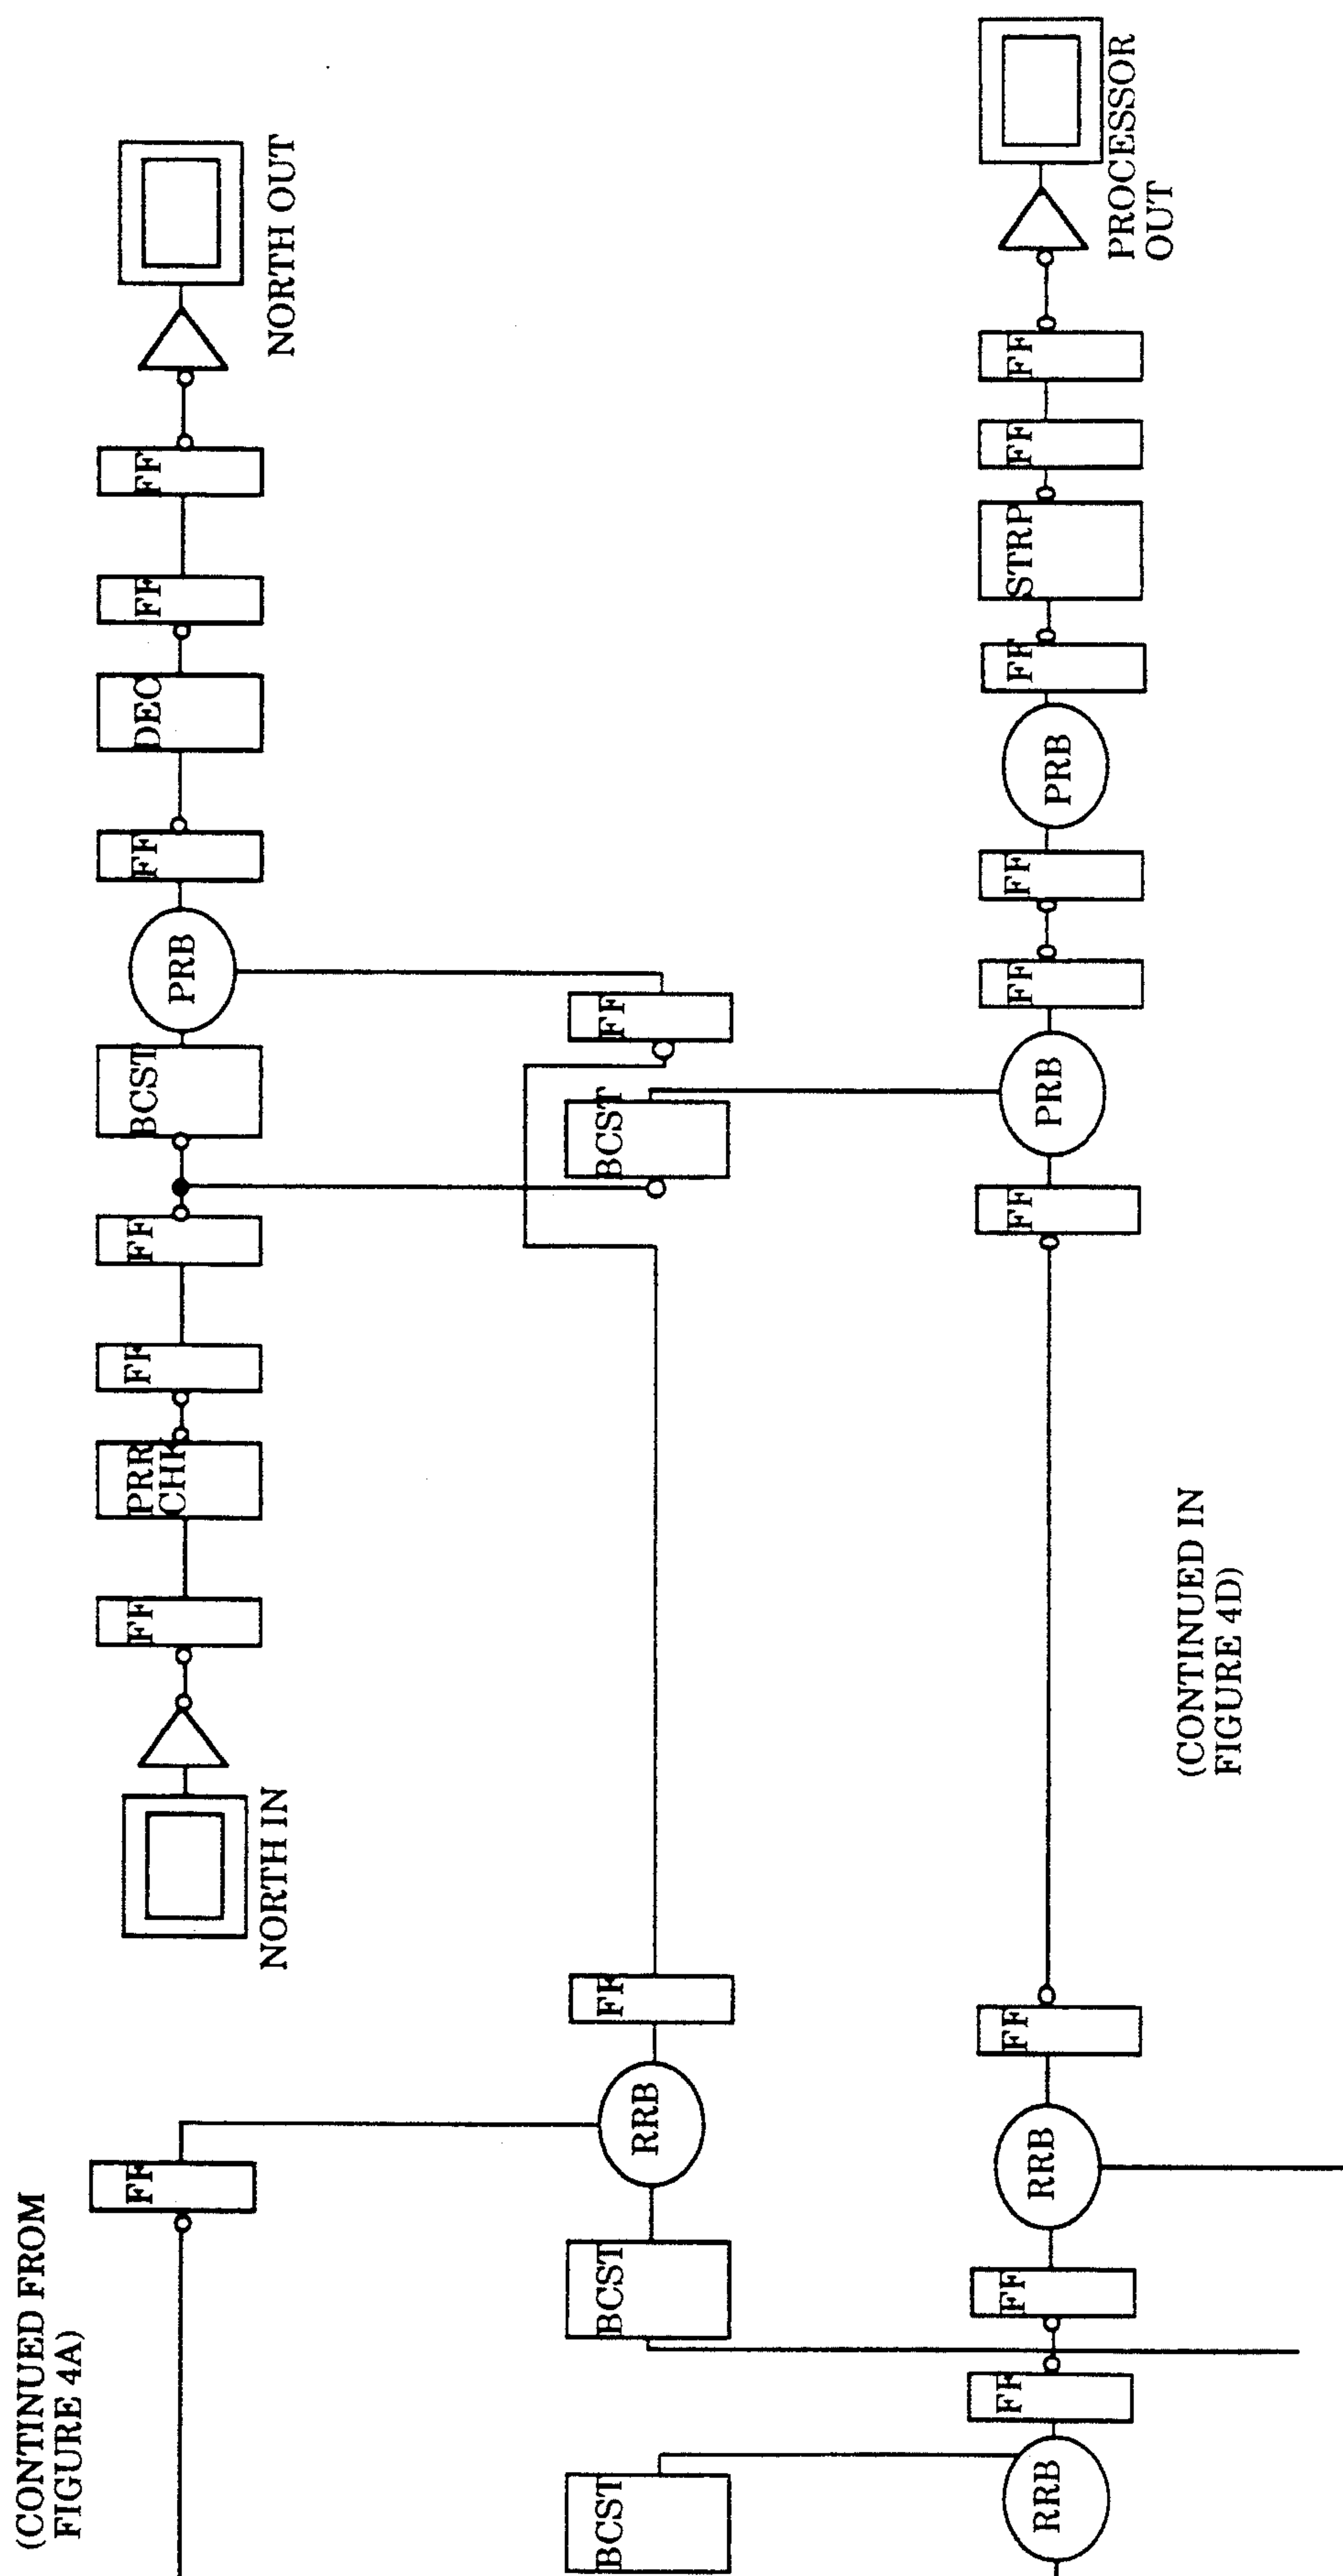 (CONTINUED FROM
FIGURE 4A)
FF
FF
PRR
CHK
FF
FF
BCST
PRB
FF
DEC
FF
FF
NORTH IN
NORTH OUT
BCST
BCST
RRB
FF
BCST
FF
RRB
FF
FF
RRB
FF
FF
PRB
FF
FF
PRB
FF
STRP
FF
FF
PROCESSOR
OUT
(CONTINUED IN
FIGURE 4D)